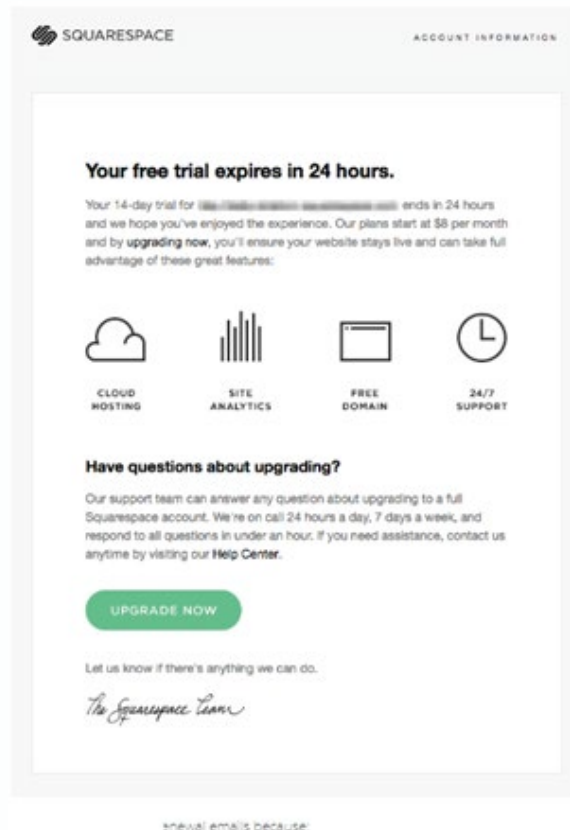 SQUARESPACE
ACCOUNT INFORMATION
Your free trial expires in 24 hours.
Your 14-day trial for ends in 24 hours
and we hope you've enjoyed the experience. Our plans start at $8 per month
and by upgrading now, you'll ensure your website stays live and can take full
advantage of these great features:
CLOUD HOSTING
SITE ANALYTICS
FREE DOMAIN
24/7 SUPPORT
Have questions about upgrading?
Our support team can answer any question about upgrading to a full
Squarespace account. We're on call 24 hours a day, 7 days a week, and
respond to all questions in under an hour. If you need assistance, contact us
anytime by visiting our Help Center.
UPGRADE NOW
Let us know if there's anything we can do.
The Squarespace Team
emails because: